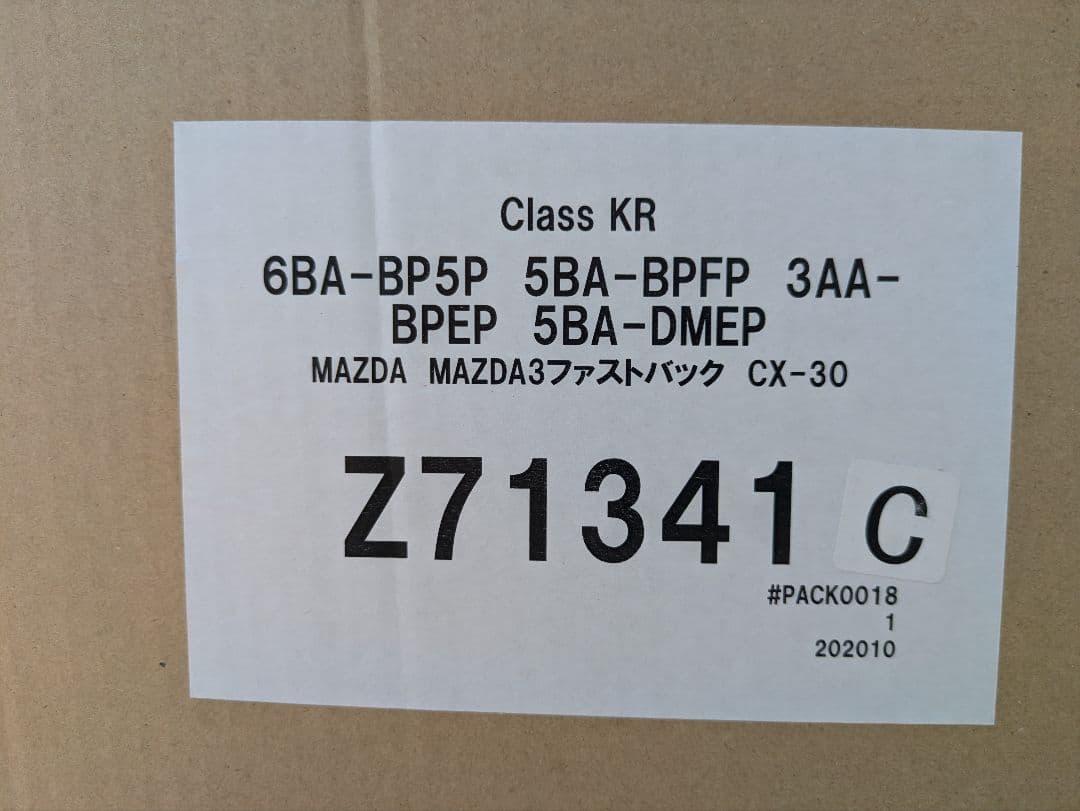 Class KR
6BA-BP5P 5BA-BPFP 3AA-
BPEP 5BA-DMEP
MAZDA MAZDA3ファストバック CX-30
Z71341 C
#PACK0018
1
202010